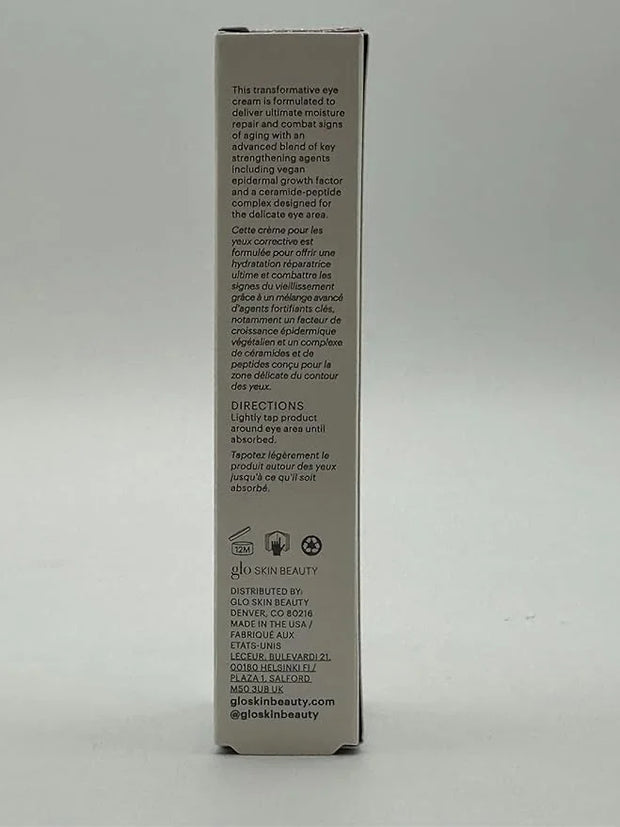 This transformative eye
cream is formulated to
deliver ultimate moisture
repair and combat signs
of aging with an
advanced blend of key
strengthening agents
including vegan
epidermal growth factor
and a ceramide-peptide
complex designed for
the delicate eye area.
Cette crème pour les
yeux corrective est
formulée pour offrir une
hydratation réparatrice
ultime et combattre les
signes du vieillissement
grâce à un mélange avancé
d'agents fortifiants clés,
notamment un facteur de
croissance épidermique
végétalien et un complexe
de céramides et de
peptides conçu pour la
zone délicate du contour
des yeux.
DIRECTIONS
Lightly tap product
around eye area until
absorbed.
Tapotez légèrement le
produit autour des yeux
jusqu'à ce qu'il soit
absorbé.
12M
glo SKIN BEAUTY
DISTRIBUTED BY:
GLO SKIN BEAUTY
DENVER, CO 80216
MADE IN THE USA /
FABRIQUÉ AUX
ETATS-UNIS
LECEUR, BULEVARDI 21,
00180 HELSINKI FI /
PLAZA 1, SALFORD
M50 3UB UK
gloskinbeauty.com
@gloskinbeauty